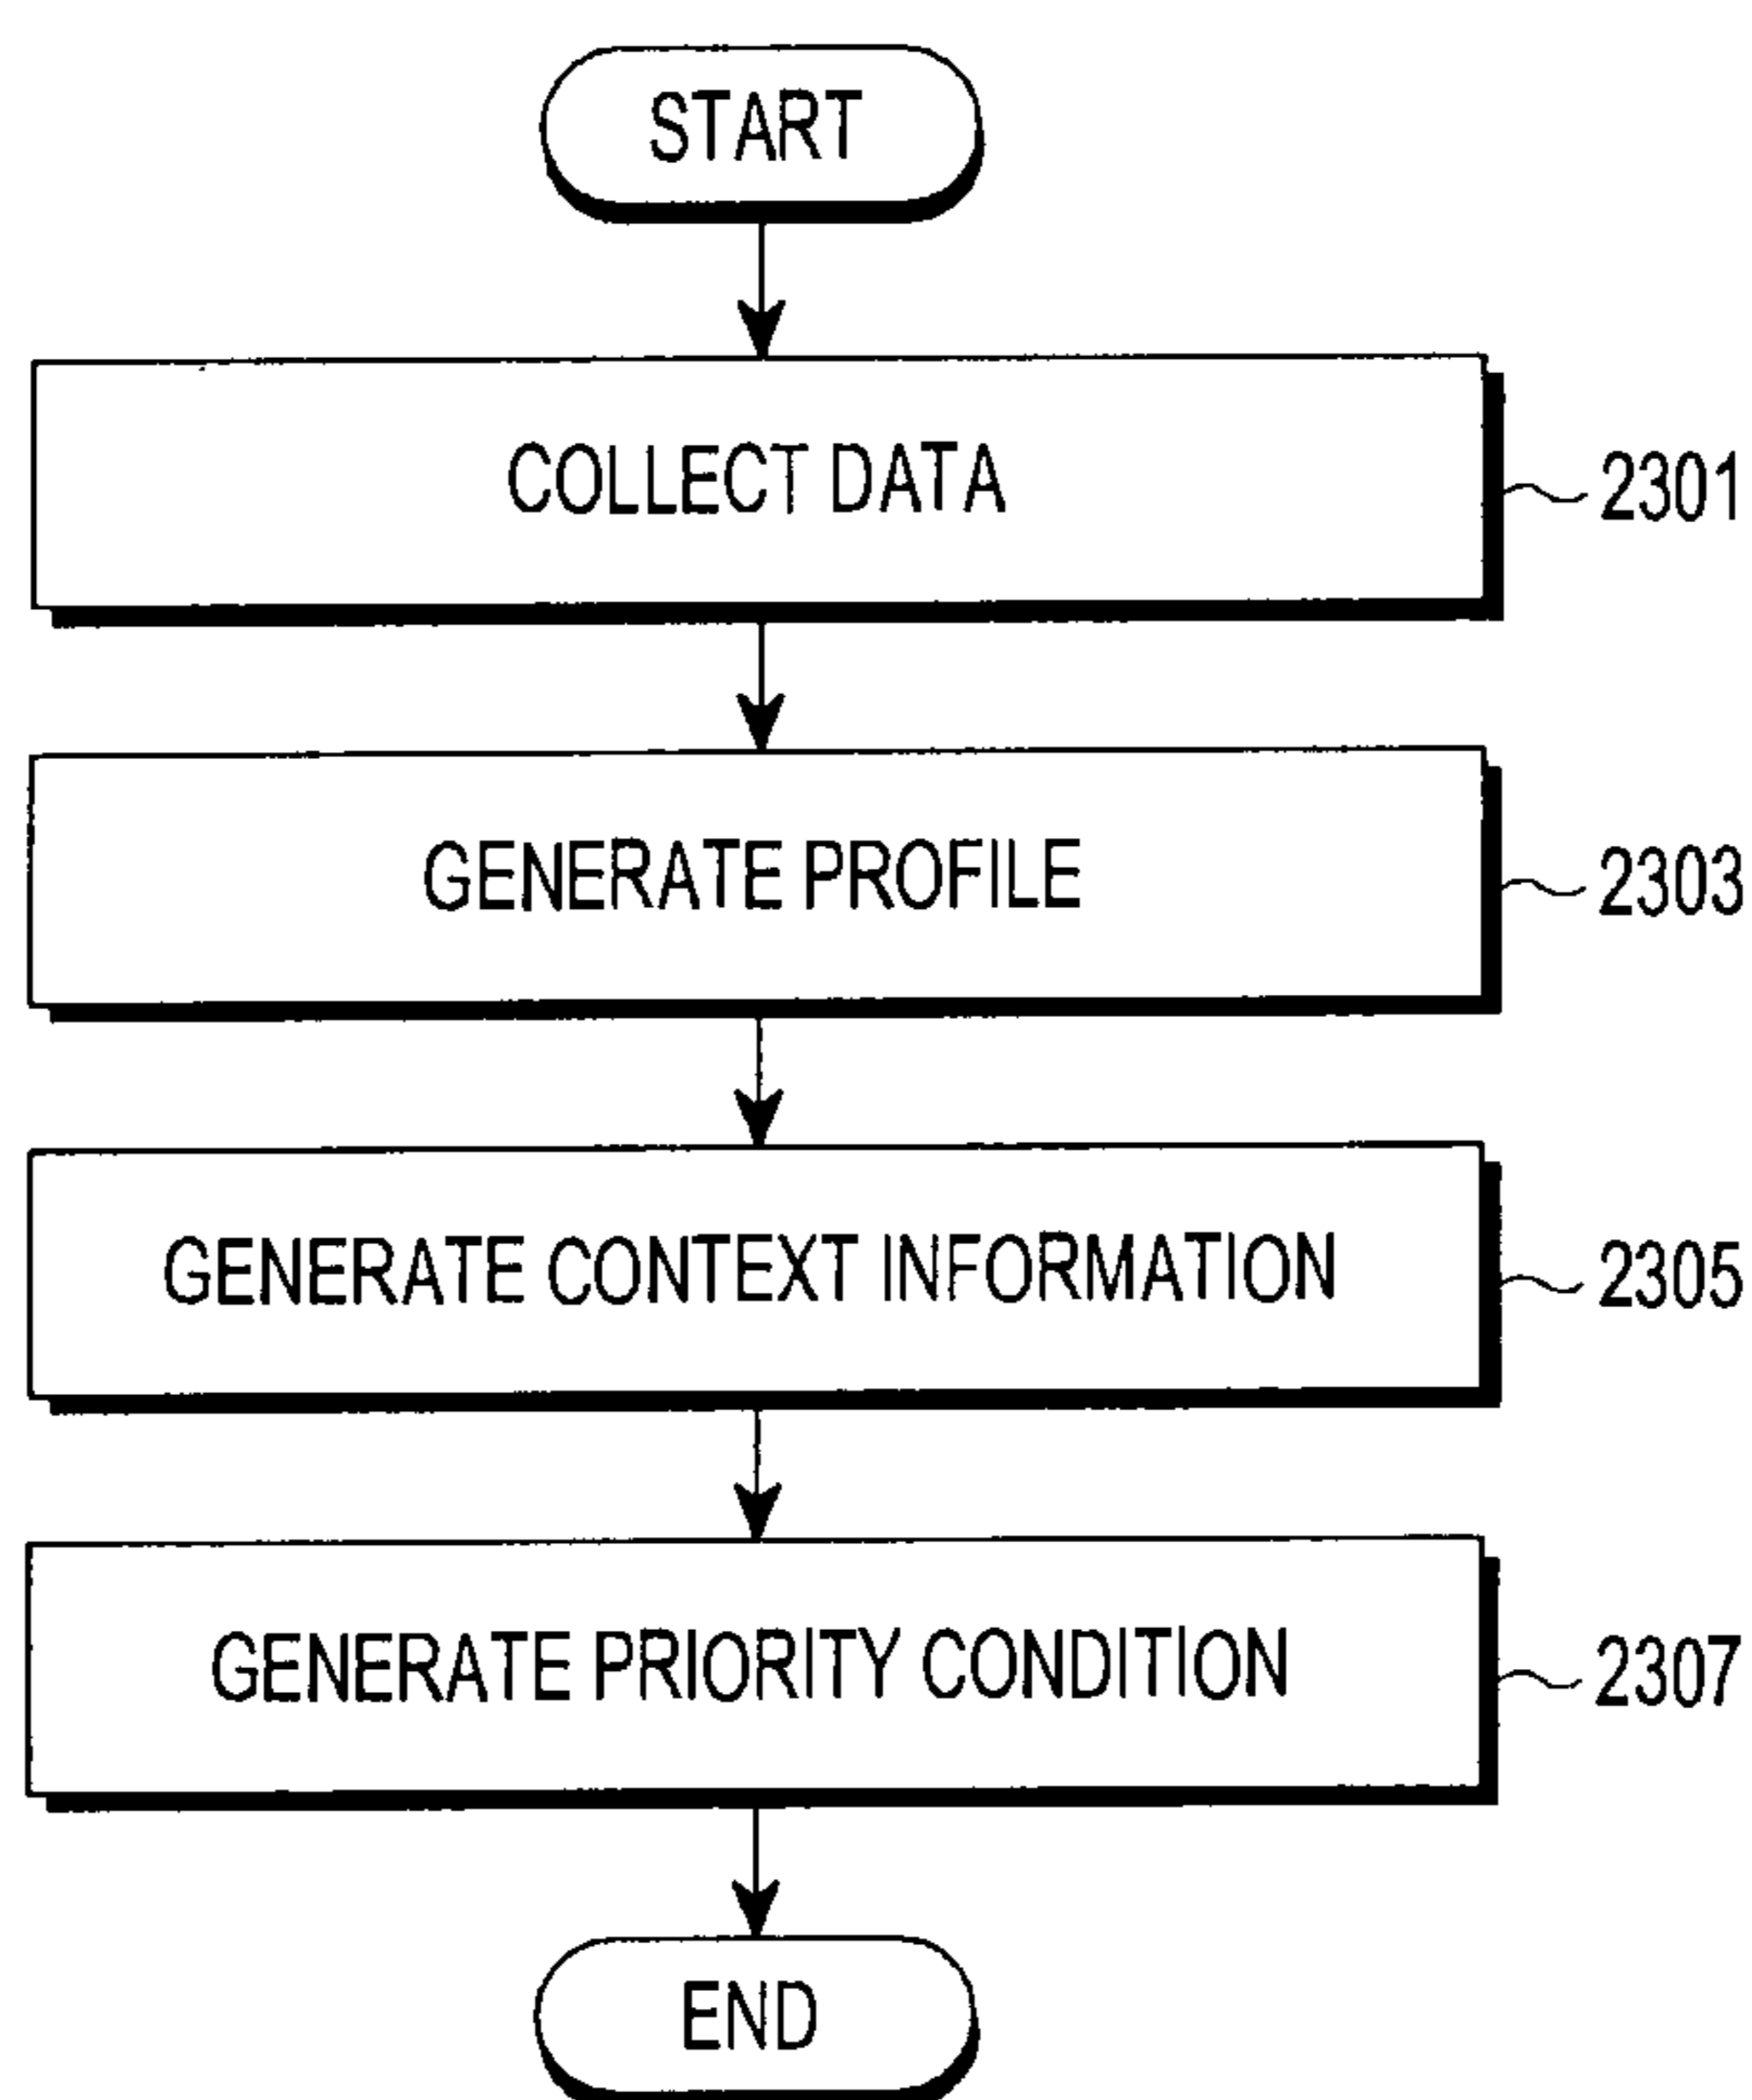 START
COLLECT DATA
2301
GENERATE PROFILE
2303
GENERATE CONTEXT INFORMATION
2305
GENERATE PRIORITY CONDITION
2307
END